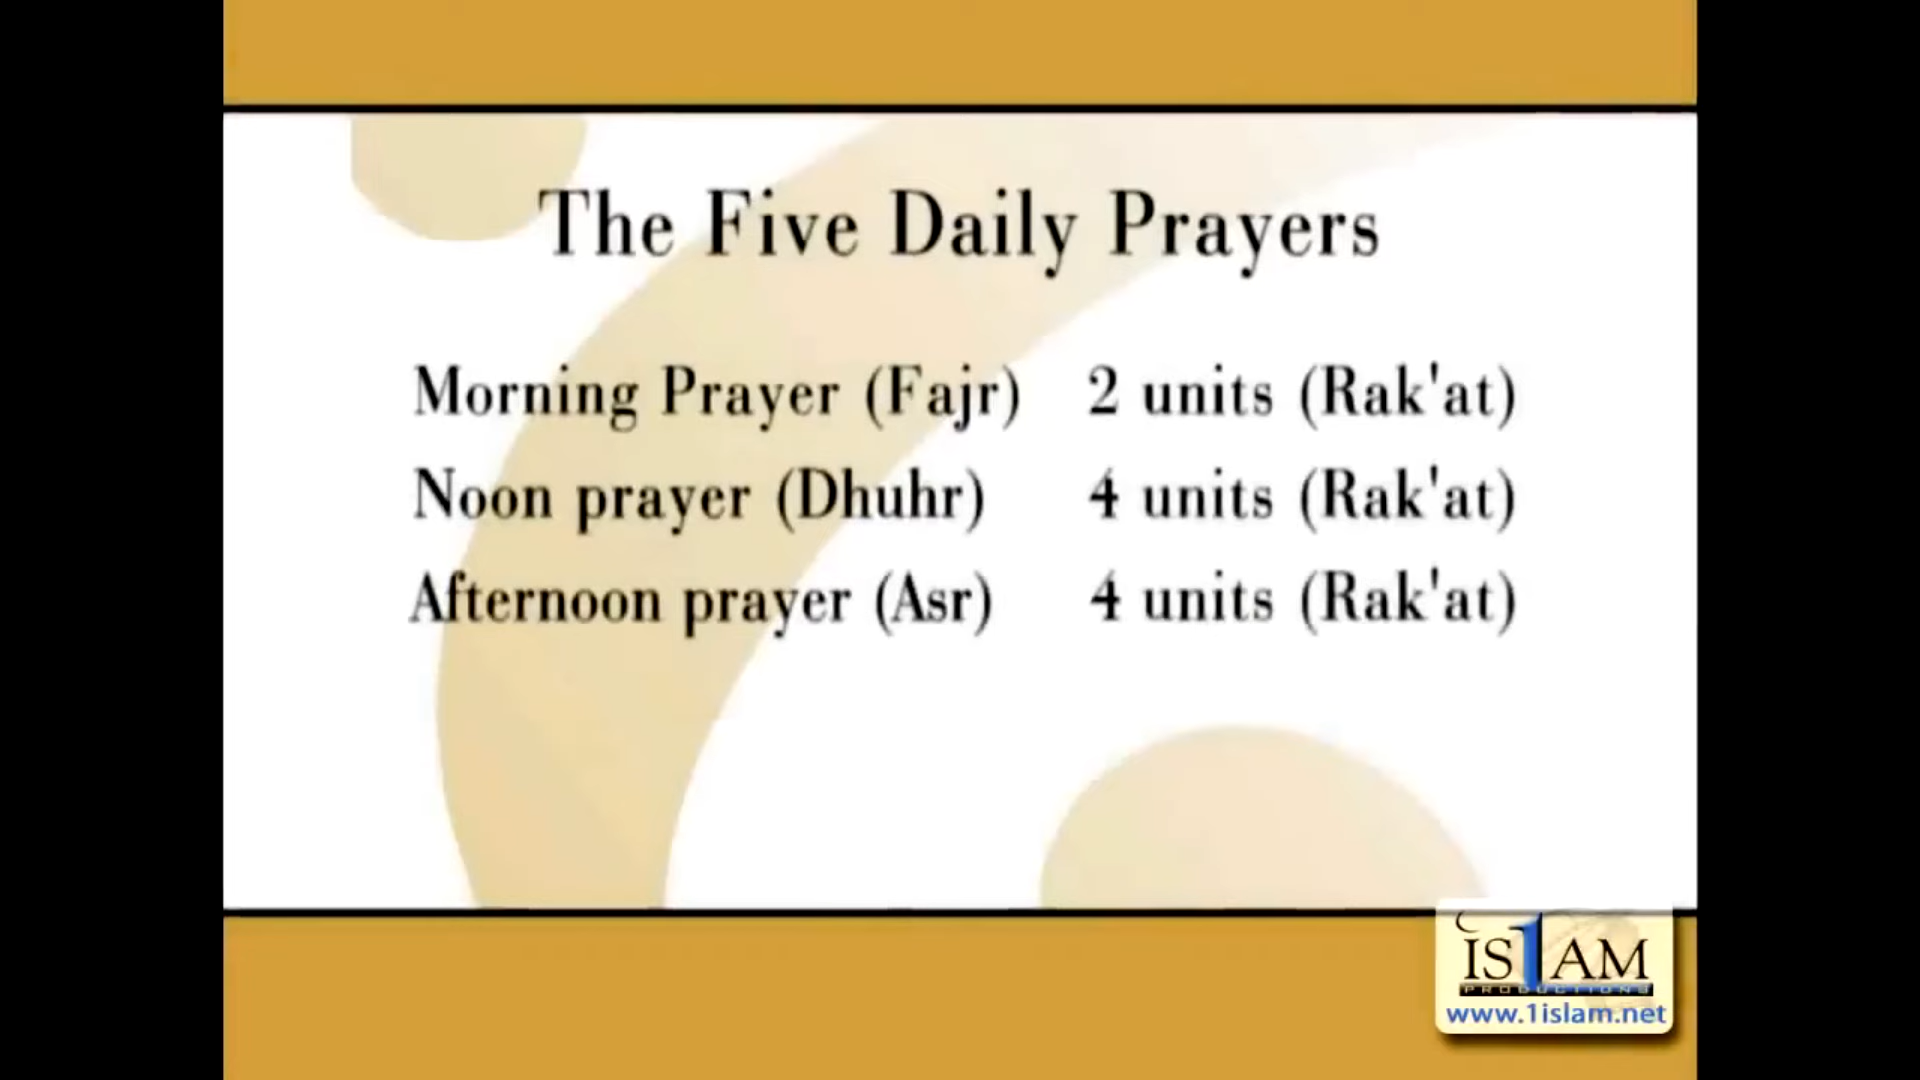 The Five Daily Prayers
Morning Prayer (Fajr) 2 units (Rak'at)
Noon prayer (Dhuhr) 4 units (Rak'at)
Afternoon prayer (Asr) 4 units (Rak'at)
IS1AM
PRODUCTIONS
www.1islam.net